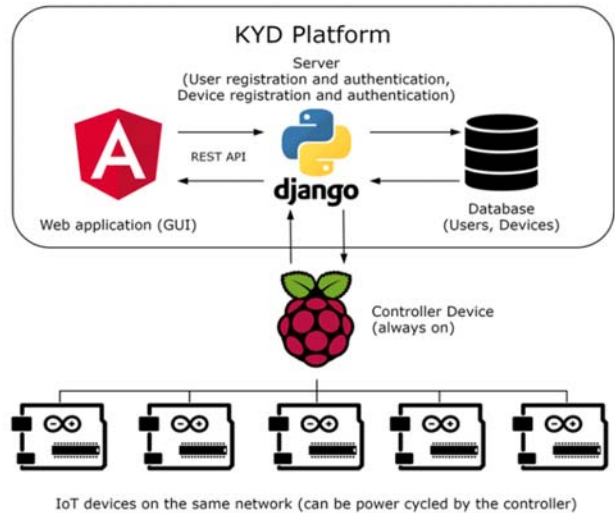 KYD Platform
Server
(User registration and authentication,
Device registration and authentication)
A
REST API
django
Web application (GUI)
Database
(Users, Devices)
Controller Device
(always on)
IoT devices on the same network (can be power cycled by the controller)